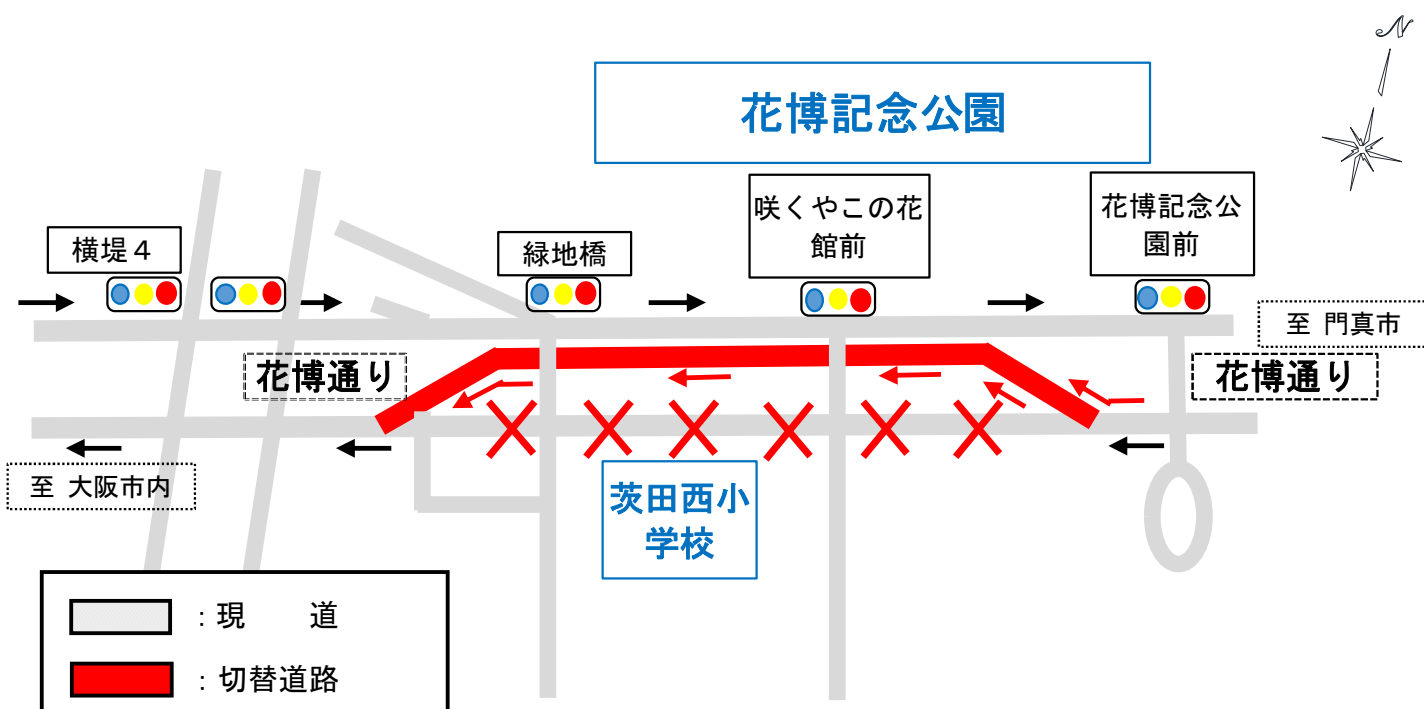 N
花博記念公園
横堤４
緑地橋
咲くやこの花
館前
花博記念公
園前
至 門真市
花博通り
花博通り
至 大阪市内
茨田西小
学校
：現　　道
：切替道路